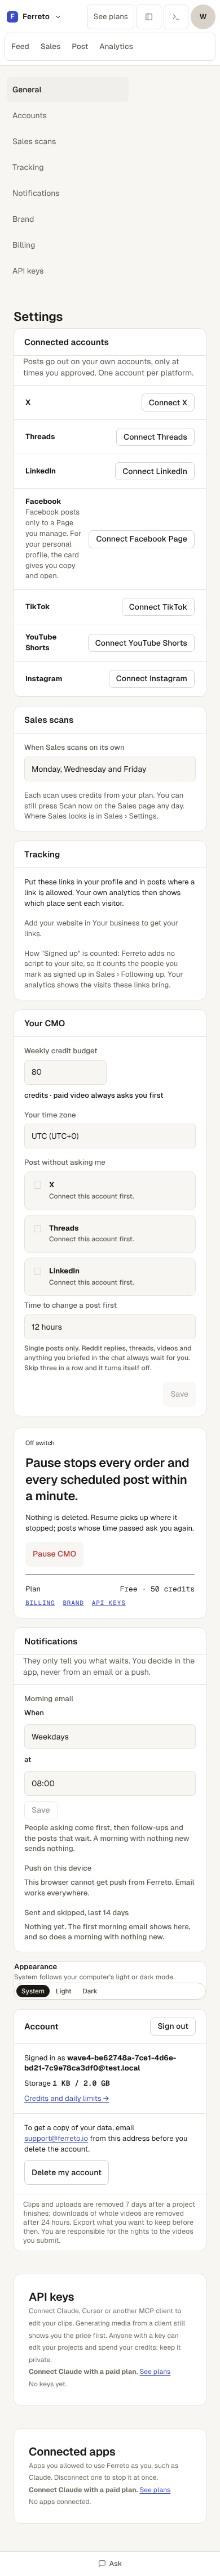 F Ferreto
See plans
W
Feed Sales Post Analytics
General
Accounts
Sales scans
Tracking
Notifications
Brand
Billing
API keys
Settings
Connected accounts
Posts go out on your own accounts, only at
times you approved. One account per platform.
X
Connect X
Threads
Connect Threads
LinkedIn
Connect LinkedIn
Facebook
Facebook posts
only to a Page
you manage. For
your personal
profile, the card
gives you copy
and open.
Connect Facebook Page
TikTok
Connect TikTok
YouTube
Shorts
Connect YouTube Shorts
Instagram
Connect Instagram
Sales scans
When Sales scans on its own
Monday, Wednesday and Friday
Each scan uses credits from your plan. You can
still press Scan now on the Sales page any day.
Where Sales looks is in Sales › Settings.
Tracking
Put these links in your profile and in posts where a
link is allowed. Your own analytics then shows
which place sent each visitor.
Add your website in Your business to get your
links.
How "Signed up" is counted: Ferreto adds no
script to your site, so it counts the people you
mark as signed up in Sales › Following up. Your
analytics shows the visits these links bring.
Your CMO
Weekly credit budget
80
credits · paid video always asks you first
Your time zone
UTC (UTC+0)
Post without asking me
X
Connect this account first.
Threads
Connect this account first.
LinkedIn
Connect this account first.
Time to change a post first
12 hours
Single posts only. Reddit replies, threads, videos and
anything you briefed in the chat always wait for you.
Skip three in a row and it turns itself off.
Save
Off switch
Pause stops every order and
every scheduled post within
a minute.
Nothing is deleted. Resume picks up where it
stopped; posts whose time passed ask you again.
Pause CMO
Plan
Free · 50 credits
BILLING BRAND API KEYS
Notifications
They only tell you what waits. You decide in the
app, never from an email or a push.
Morning email
When
Weekdays
at
08:00
Save
People asking come first, then follow-ups and
the posts that wait. A morning with nothing new
sends nothing.
Push on this device
This browser cannot get push from Ferreto. Email
works everywhere.
Sent and skipped, last 14 days
Nothing yet. The first morning email shows here,
and so does a morning with nothing new.
Appearance
System follows your computer's light or dark mode.
System Light Dark
Account
Sign out
Signed in as wave4-be62748a-7ce1-4d6e-
bd21-7c9e78ca3df0@test.local
Storage 1 KB / 2.0 GB
Credits and daily limits →
To get a copy of your data, email
support@ferreto.io from this address before you
delete the account.
Delete my account
Clips and uploads are removed 7 days after a project
finishes; downloads of whole videos are removed
after 24 hours. Export what you want to keep before
then. You are responsible for the rights to the videos
you submit.
API keys
Connect Claude, Cursor or another MCP client to
edit your clips. Generating media from a client still
shows you the price first. Anyone with a key can
edit your projects and spend your credits: keep it
private.
Connect Claude with a paid plan. See plans
No keys yet.
Connected apps
Apps you allowed to use Ferreto as you, such as
Claude. Disconnect one to stop it at once.
Connect Claude with a paid plan. See plans
No apps connected.
Ask